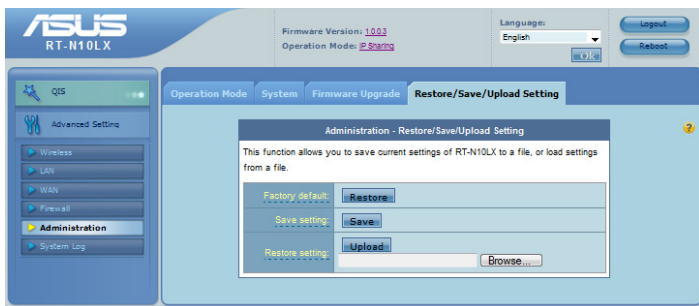 ASUS
RT-N10LX
Firmware Version: 1.0.0.3
Operation Mode: IP Sharing
Language:
English
Ok
Logout
Reboot
QIS
Advanced Setting
Wireless
LAN
WAN
Firewall
Administration
System Log
Operation Mode System Firmware Upgrade Restore/Save/Upload Setting
Administration - Restore/Save/Upload Setting
This function allows you to save current settings of RT-N10LX to a file, or load settings
from a file.
Factory default: Restore
Save setting: Save
Restore setting: Upload
Browse...
?